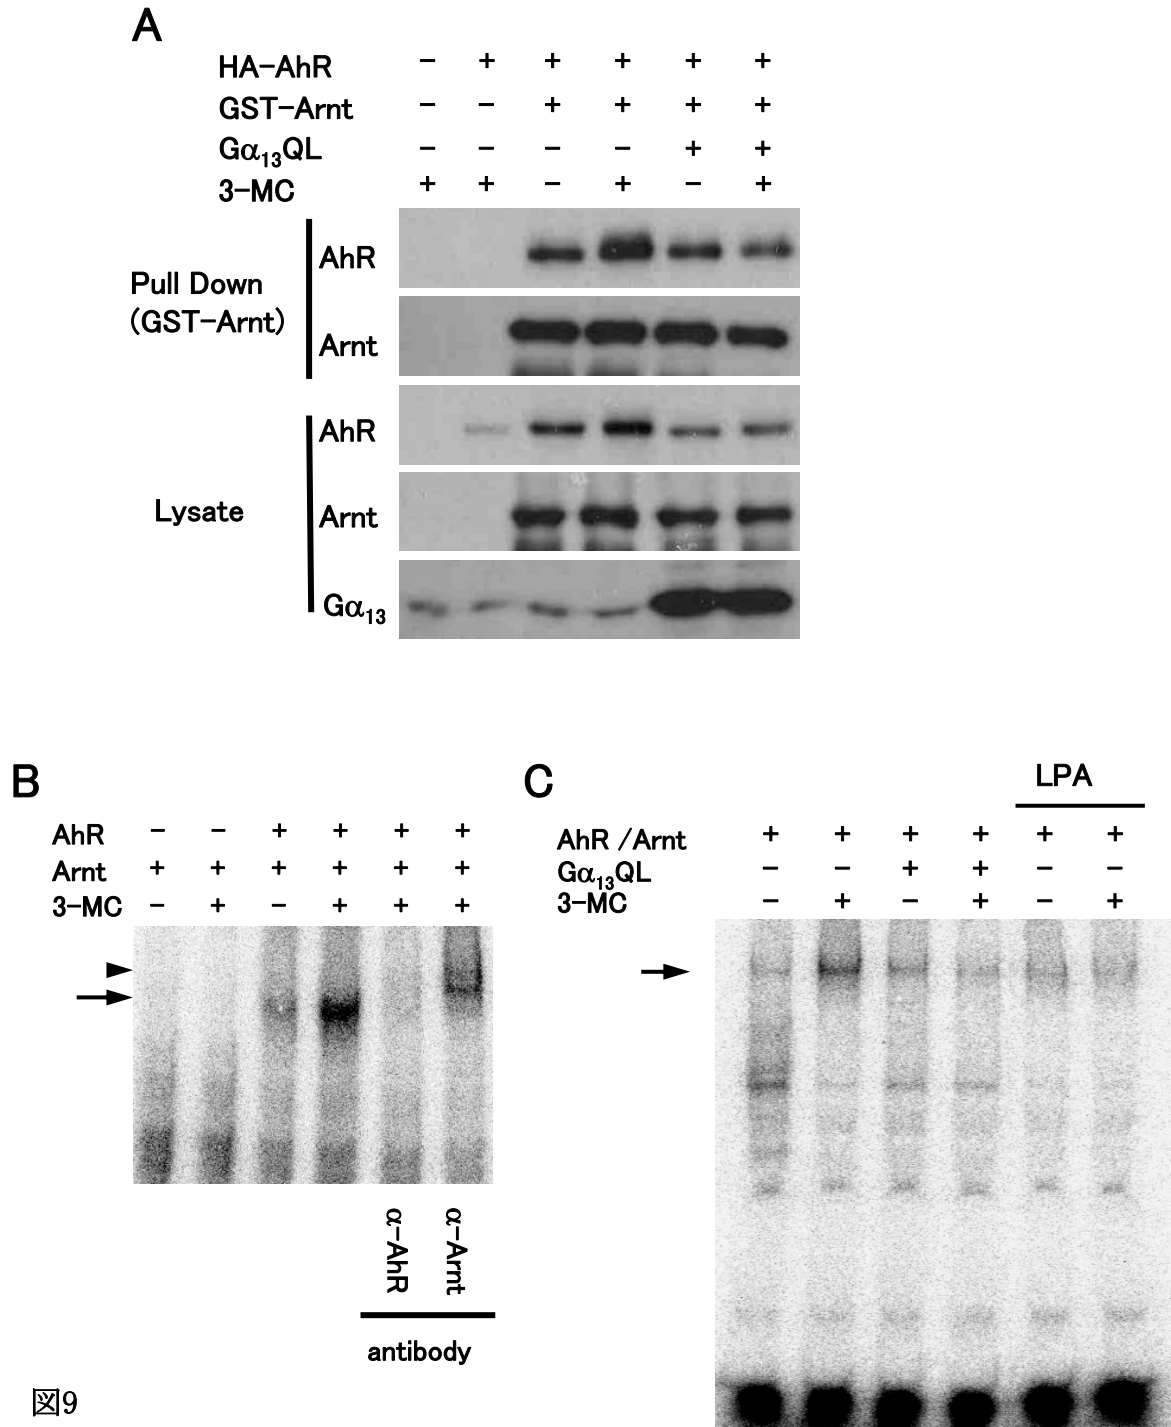 A
HA-AhR - + + + + +
GST-Arnt - - + + + +
Gα13QL - - - - + +
3-MC + + - + - +
Pull Down
(GST-Arnt)
AhR
Arnt
Lysate
AhR
Arnt
Gα13
B
AhR - - + + + +
Arnt + + + + + +
3-MC - + - + + +
α-AhR
α-Arnt
antibody
C
LPA
AhR /Arnt + + + + + +
Gα13QL - - + + - -
3-MC - + - + - +
図9